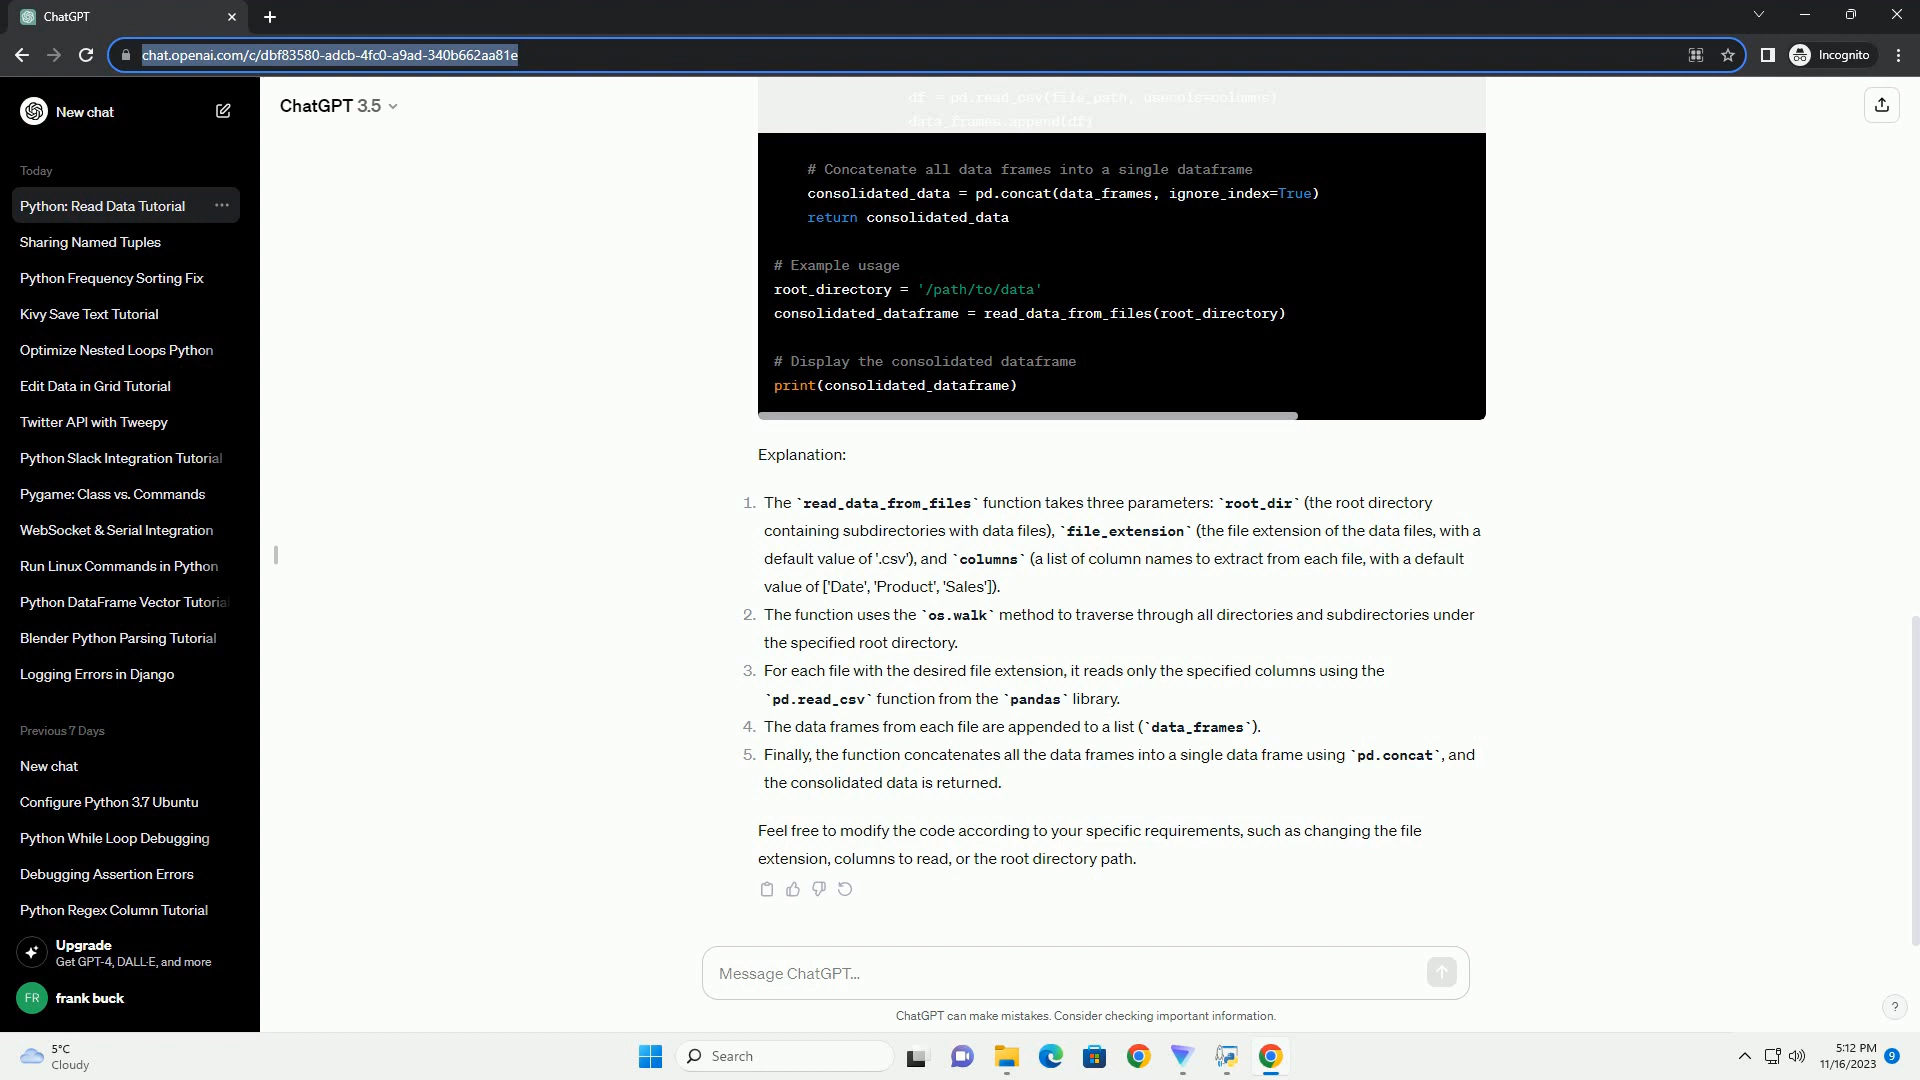 ChatGPT
chat.openai.com/c/dbf83580-adcb-4fc0-a9ad-340b662aa81e
Incognito
New chat
Today
Python: Read Data Tutorial
Sharing Named Tuples
Python Frequency Sorting Fix
Kivy Save Text Tutorial
Optimize Nested Loops Python
Edit Data in Grid Tutorial
Twitter API with Tweepy
Python Slack Integration Tutorial
Pygame: Class vs. Commands
WebSocket & Serial Integration
Run Linux Commands in Python
Python DataFrame Vector Tutoria
Blender Python Parsing Tutorial
Logging Errors in Django
Previous 7 Days
New chat
Configure Python 3.7 Ubuntu
Python While Loop Debugging
Debugging Assertion Errors
Python Regex Column Tutorial
Upgrade
Get GPT-4, DALL·E, and more
FR frank buck
ChatGPT 3.5
df = pd.read_csv(file_path, usecols=columns)
data_frames.append(df)
# Concatenate all data frames into a single dataframe
consolidated_data = pd.concat(data_frames, ignore_index=True)
return consolidated_data
# Example usage
root_directory = '/path/to/data'
consolidated_dataframe = read_data_from_files(root_directory)
# Display the consolidated dataframe
print(consolidated_dataframe)
Explanation:
1. The `read_data_from_files` function takes three parameters: `root_dir` (the root directory
containing subdirectories with data files), `file_extension` (the file extension of the data files, with a
default value of '.csv'), and `columns` (a list of column names to extract from each file, with a default
value of ['Date', 'Product', 'Sales']).
2. The function uses the `os.walk` method to traverse through all directories and subdirectories under
the specified root directory.
3. For each file with the desired file extension, it reads only the specified columns using the
`pd.read_csv` function from the `pandas` library.
4. The data frames from each file are appended to a list (`data_frames`).
5. Finally, the function concatenates all the data frames into a single data frame using `pd.concat`, and
the consolidated data is returned.
Feel free to modify the code according to your specific requirements, such as changing the file
extension, columns to read, or the root directory path.
Message ChatGPT...
ChatGPT can make mistakes. Consider checking important information.
?
5°C
Cloudy
Search
5:12 PM
11/16/2023
9